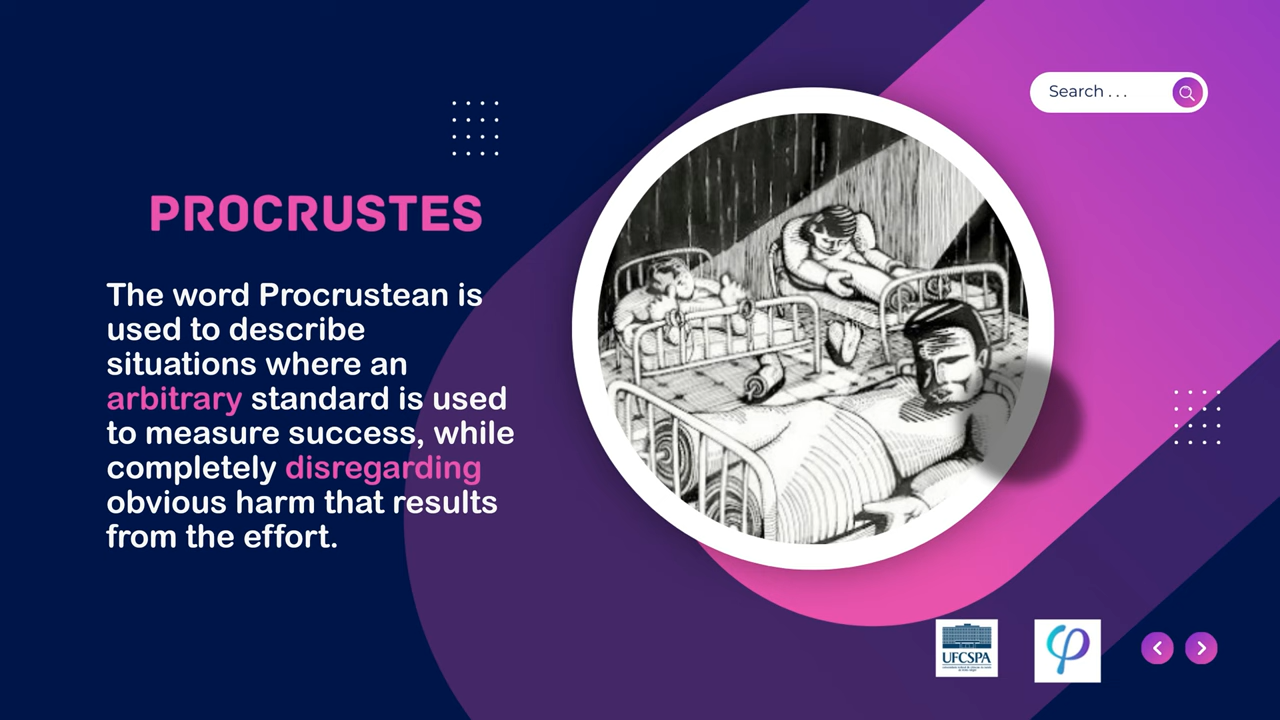 Search . . .
PROCRUSTES
The word Procrustean is
used to describe
situations where an
arbitrary standard is used
to measure success, while
completely disregarding
obvious harm that results
from the effort.
UFCSPA